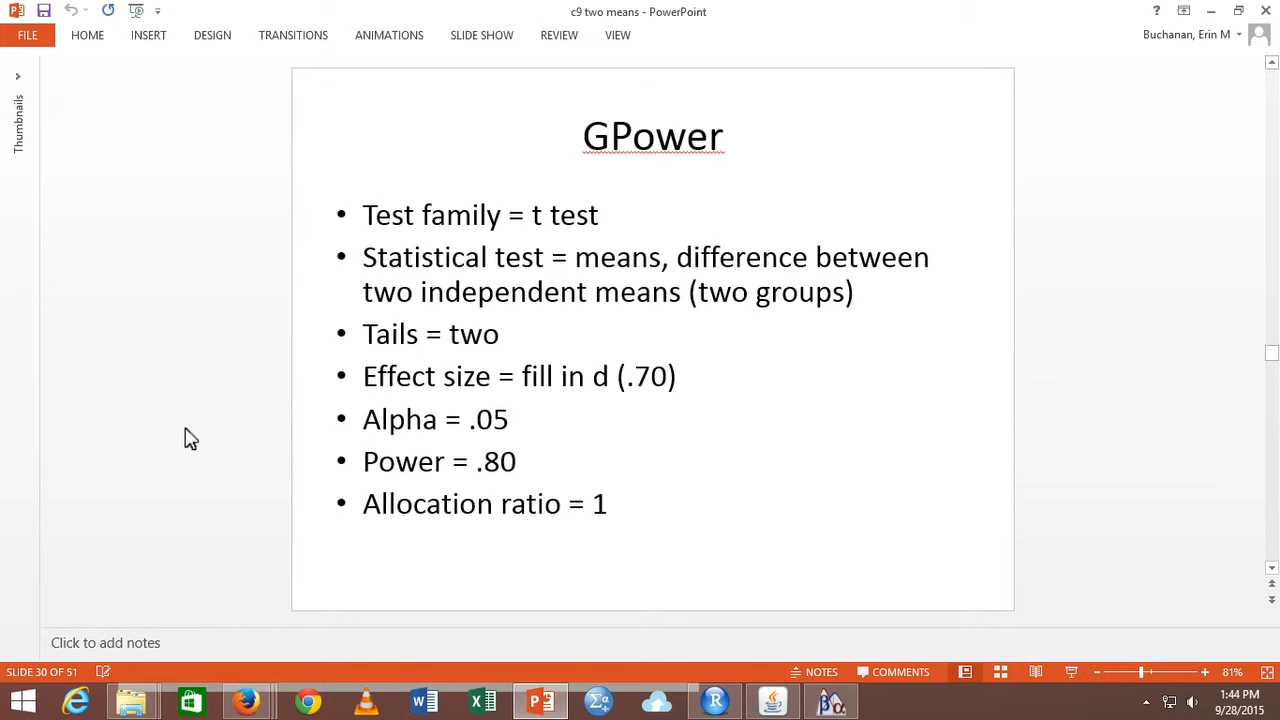 c9 two means - PowerPoint
?
FILE HOME INSERT DESIGN TRANSITIONS ANIMATIONS SLIDE SHOW REVIEW VIEW
Buchanan, Erin M
Thumbnails
GPower
• Test family = t test
• Statistical test = means, difference between
two independent means (two groups)
• Tails = two
• Effect size = fill in d (.70)
• Alpha = .05
• Power = .80
• Allocation ratio = 1
Click to add notes
SLIDE 30 OF 51
NOTES COMMENTS 81%
1:44 PM
9/28/2015